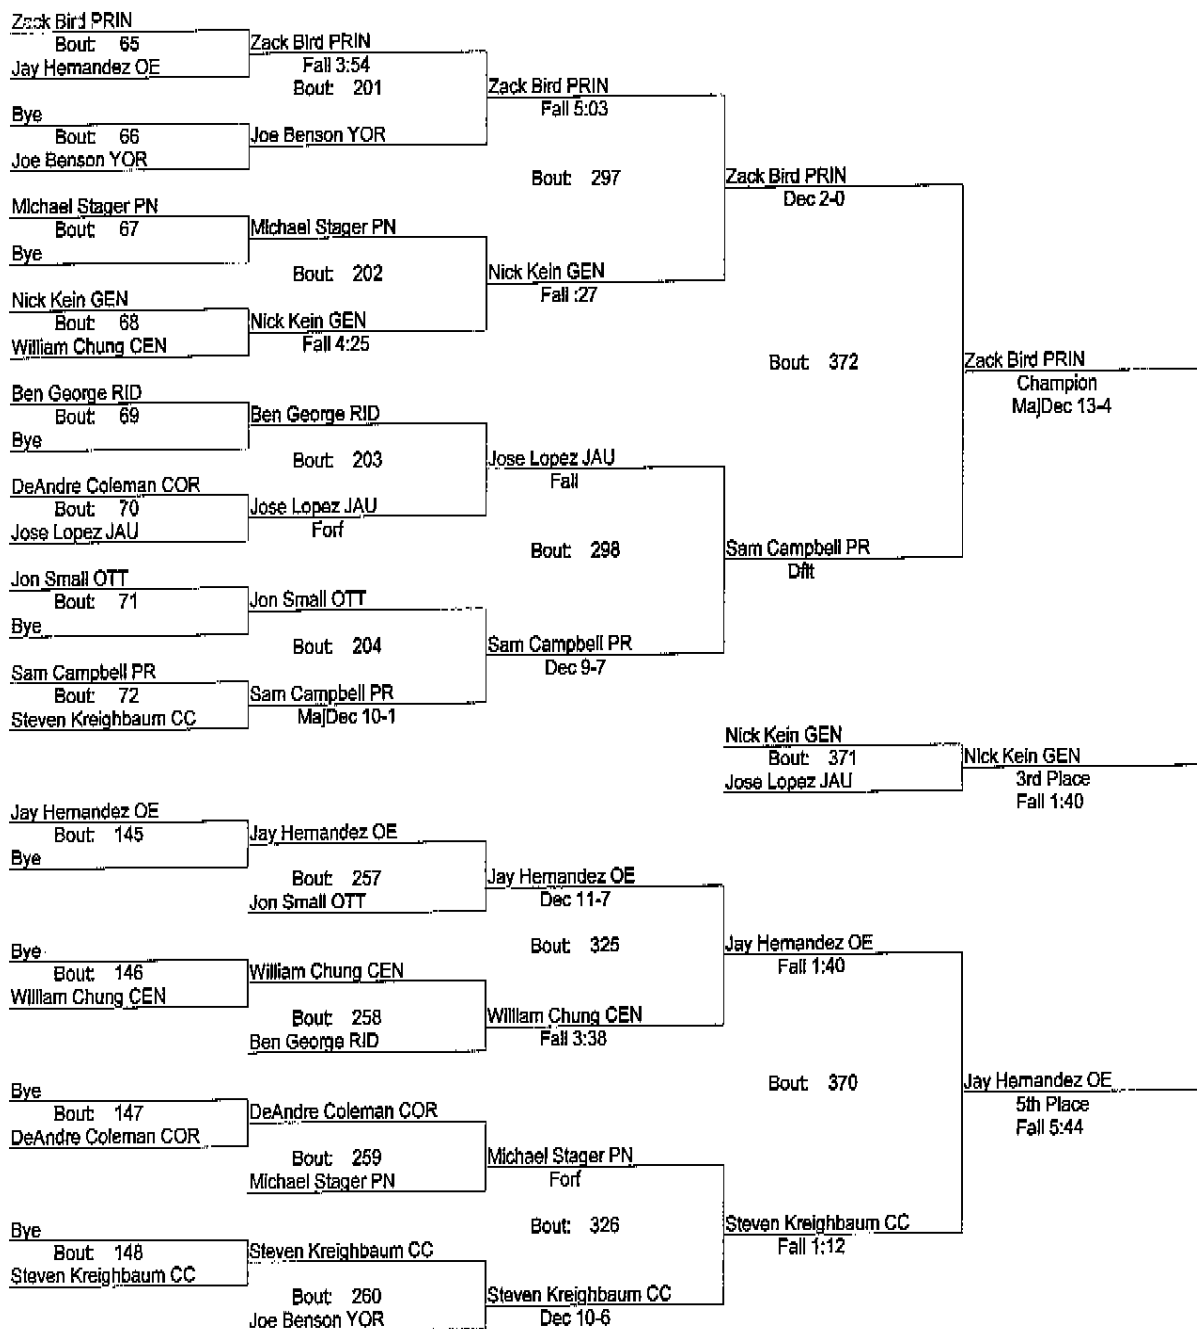 Zack Bird PRIN
Bout: 65
Jay Hernandez OE
Zack Bird PRIN
Fall 3:54
Bout: 201
Bye
Bout: 66
Joe Benson YOR
Joe Benson YOR
Zack Bird PRIN
Fall 5:03
Bout: 297
Michael Stager PN
Bout: 67
Bye
Michael Stager PN
Bout: 202
Nick Kein GEN
Bout: 68
William Chung CEN
Nick Kein GEN
Fall 4:25
Nick Kein GEN
Fall :27
Zack Bird PRIN
Dec 2-0
Bout: 372
Ben George RID
Bout: 69
Bye
Ben George RID
Bout: 203
DeAndre Coleman COR
Bout: 70
Jose Lopez JAU
Jose Lopez JAU
Forf
Jose Lopez JAU
Fall
Bout: 298
Jon Small OTT
Bout: 71
Bye
Jon Small OTT
Bout: 204
Sam Campbell PR
Bout: 72
Steven Kreighbaum CC
Sam Campbell PR
MajDec 10-1
Sam Campbell PR
Dec 9-7
Sam Campbell PR
Dflt
Zack Bird PRIN
Champion
MajDec 13-4
Nick Kein GEN
Bout: 371
Jose Lopez JAU
Nick Kein GEN
3rd Place
Fall 1:40
Jay Hernandez OE
Bout: 145
Bye
Jay Hernandez OE
Bout: 257
Jon Small OTT
Jay Hernandez OE
Dec 11-7
Bout: 325
Bye
Bout: 146
William Chung CEN
William Chung CEN
Bout: 258
Ben George RID
William Chung CEN
Fall 3:38
Jay Hernandez OE
Fall 1:40
Bout: 370
Bye
Bout: 147
DeAndre Coleman COR
DeAndre Coleman COR
Bout: 259
Michael Stager PN
Michael Stager PN
Forf
Bout: 326
Bye
Bout: 148
Steven Kreighbaum CC
Steven Kreighbaum CC
Bout: 260
Joe Benson YOR
Steven Kreighbaum CC
Dec 10-6
Steven Kreighbaum CC
Fall 1:12
Jay Hernandez OE
5th Place
Fall 5:44